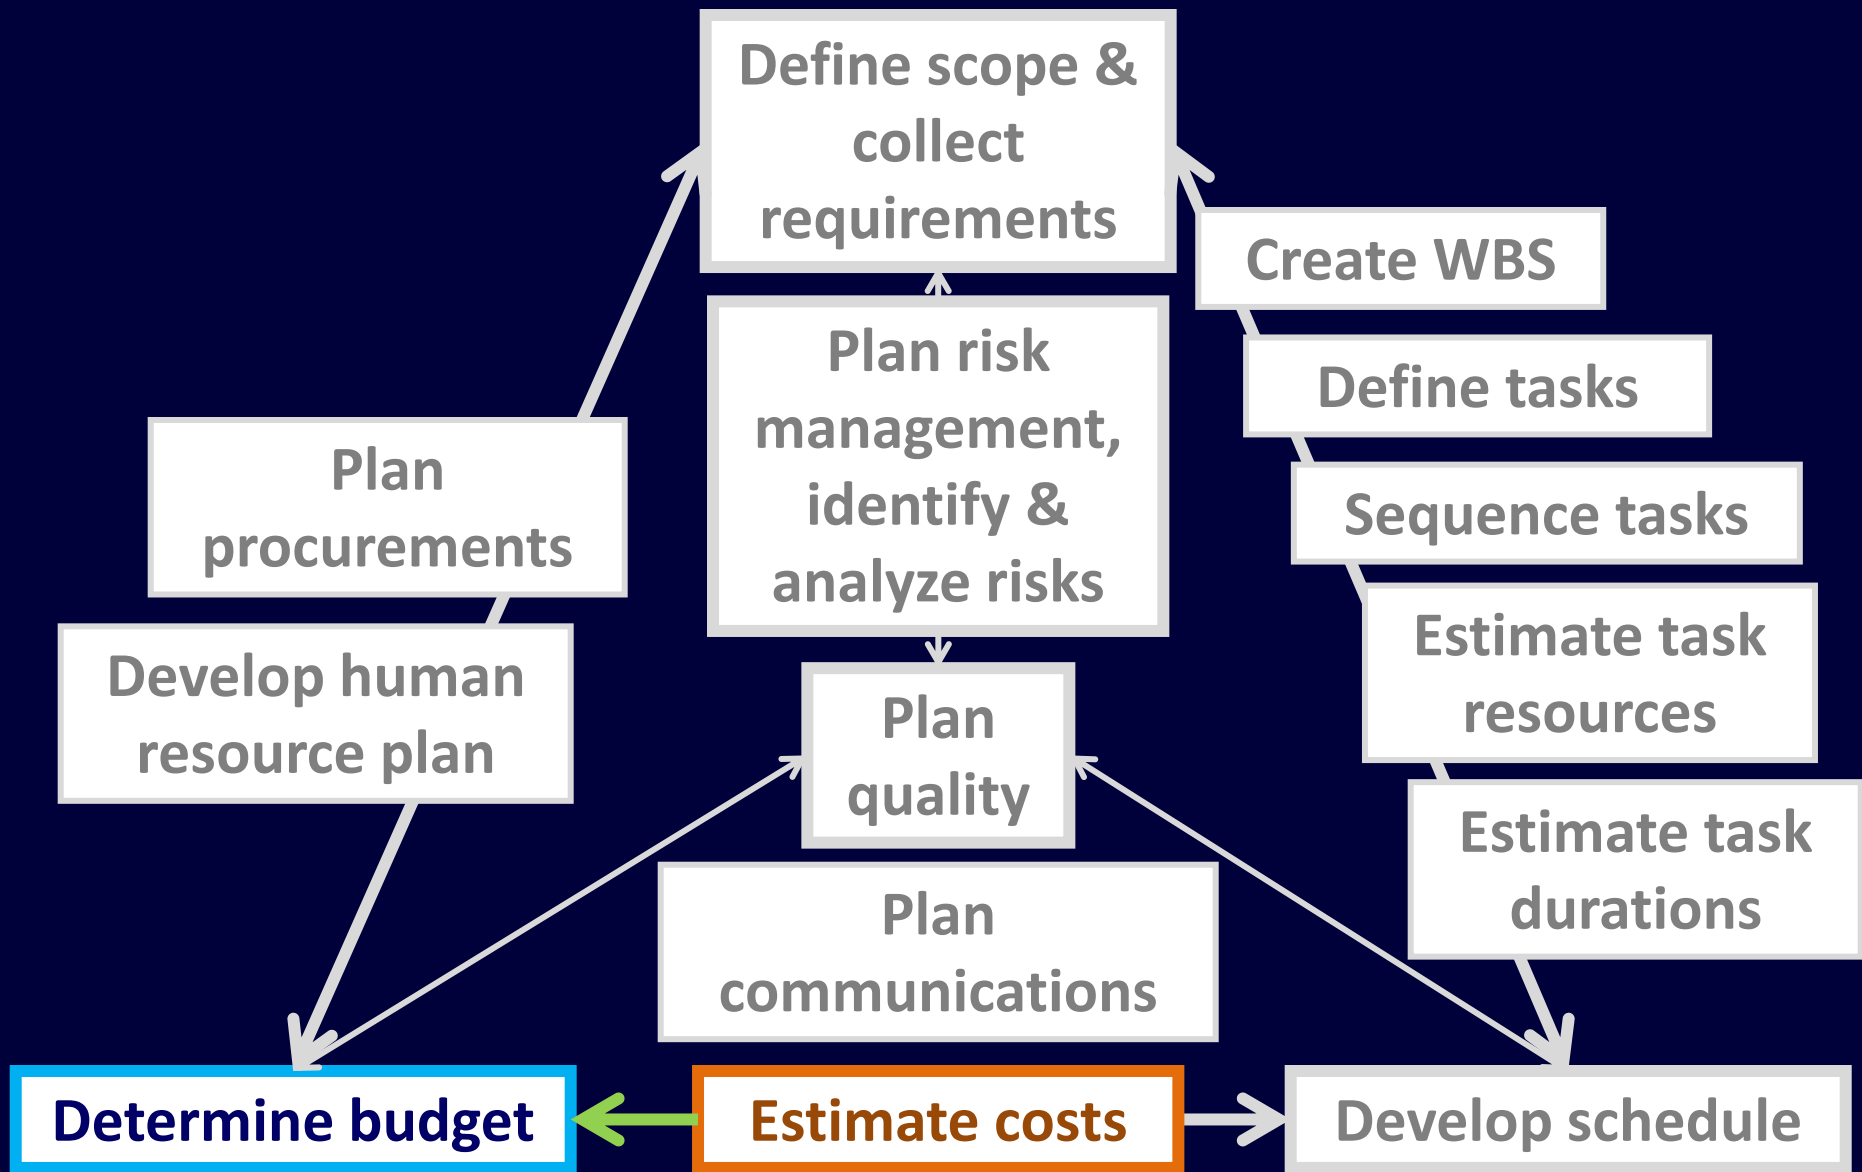 Define scope &
collect
requirements
Create WBS
Plan risk
management,
identify &
analyze risks
Define tasks
Plan
procurements
Sequence tasks
Estimate task
resources
Develop human
resource plan
Plan
quality
Estimate task
durations
Plan
communications
Determine budget
Estimate costs
Develop schedule